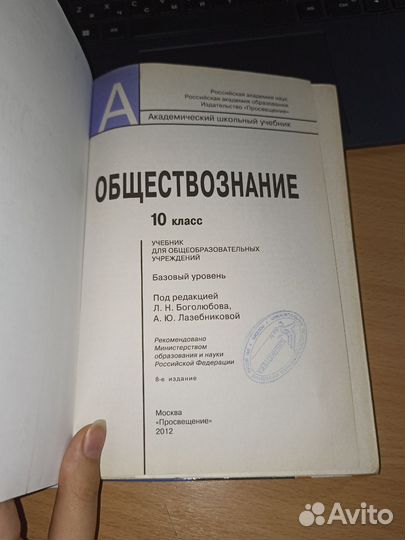 А
Российская академия наук
Российская академия образования
Издательство «Просвещение»
Академический школьный учебник
ОБЩЕСТВОЗНАНИЕ
10 класс
УЧЕБНИК
ДЛЯ ОБЩЕОБРАЗОВАТЕЛЬНЫХ
УЧРЕЖДЕНИЙ
Базовый уровень
Под редакцией
Л. Н. Боголюбова,
А. Ю. Лазебниковой
Рекомендовано
Министерством
образования и науки
Российской Федерации
8-е издание
Москва
«Просвещение»
2012
Avito